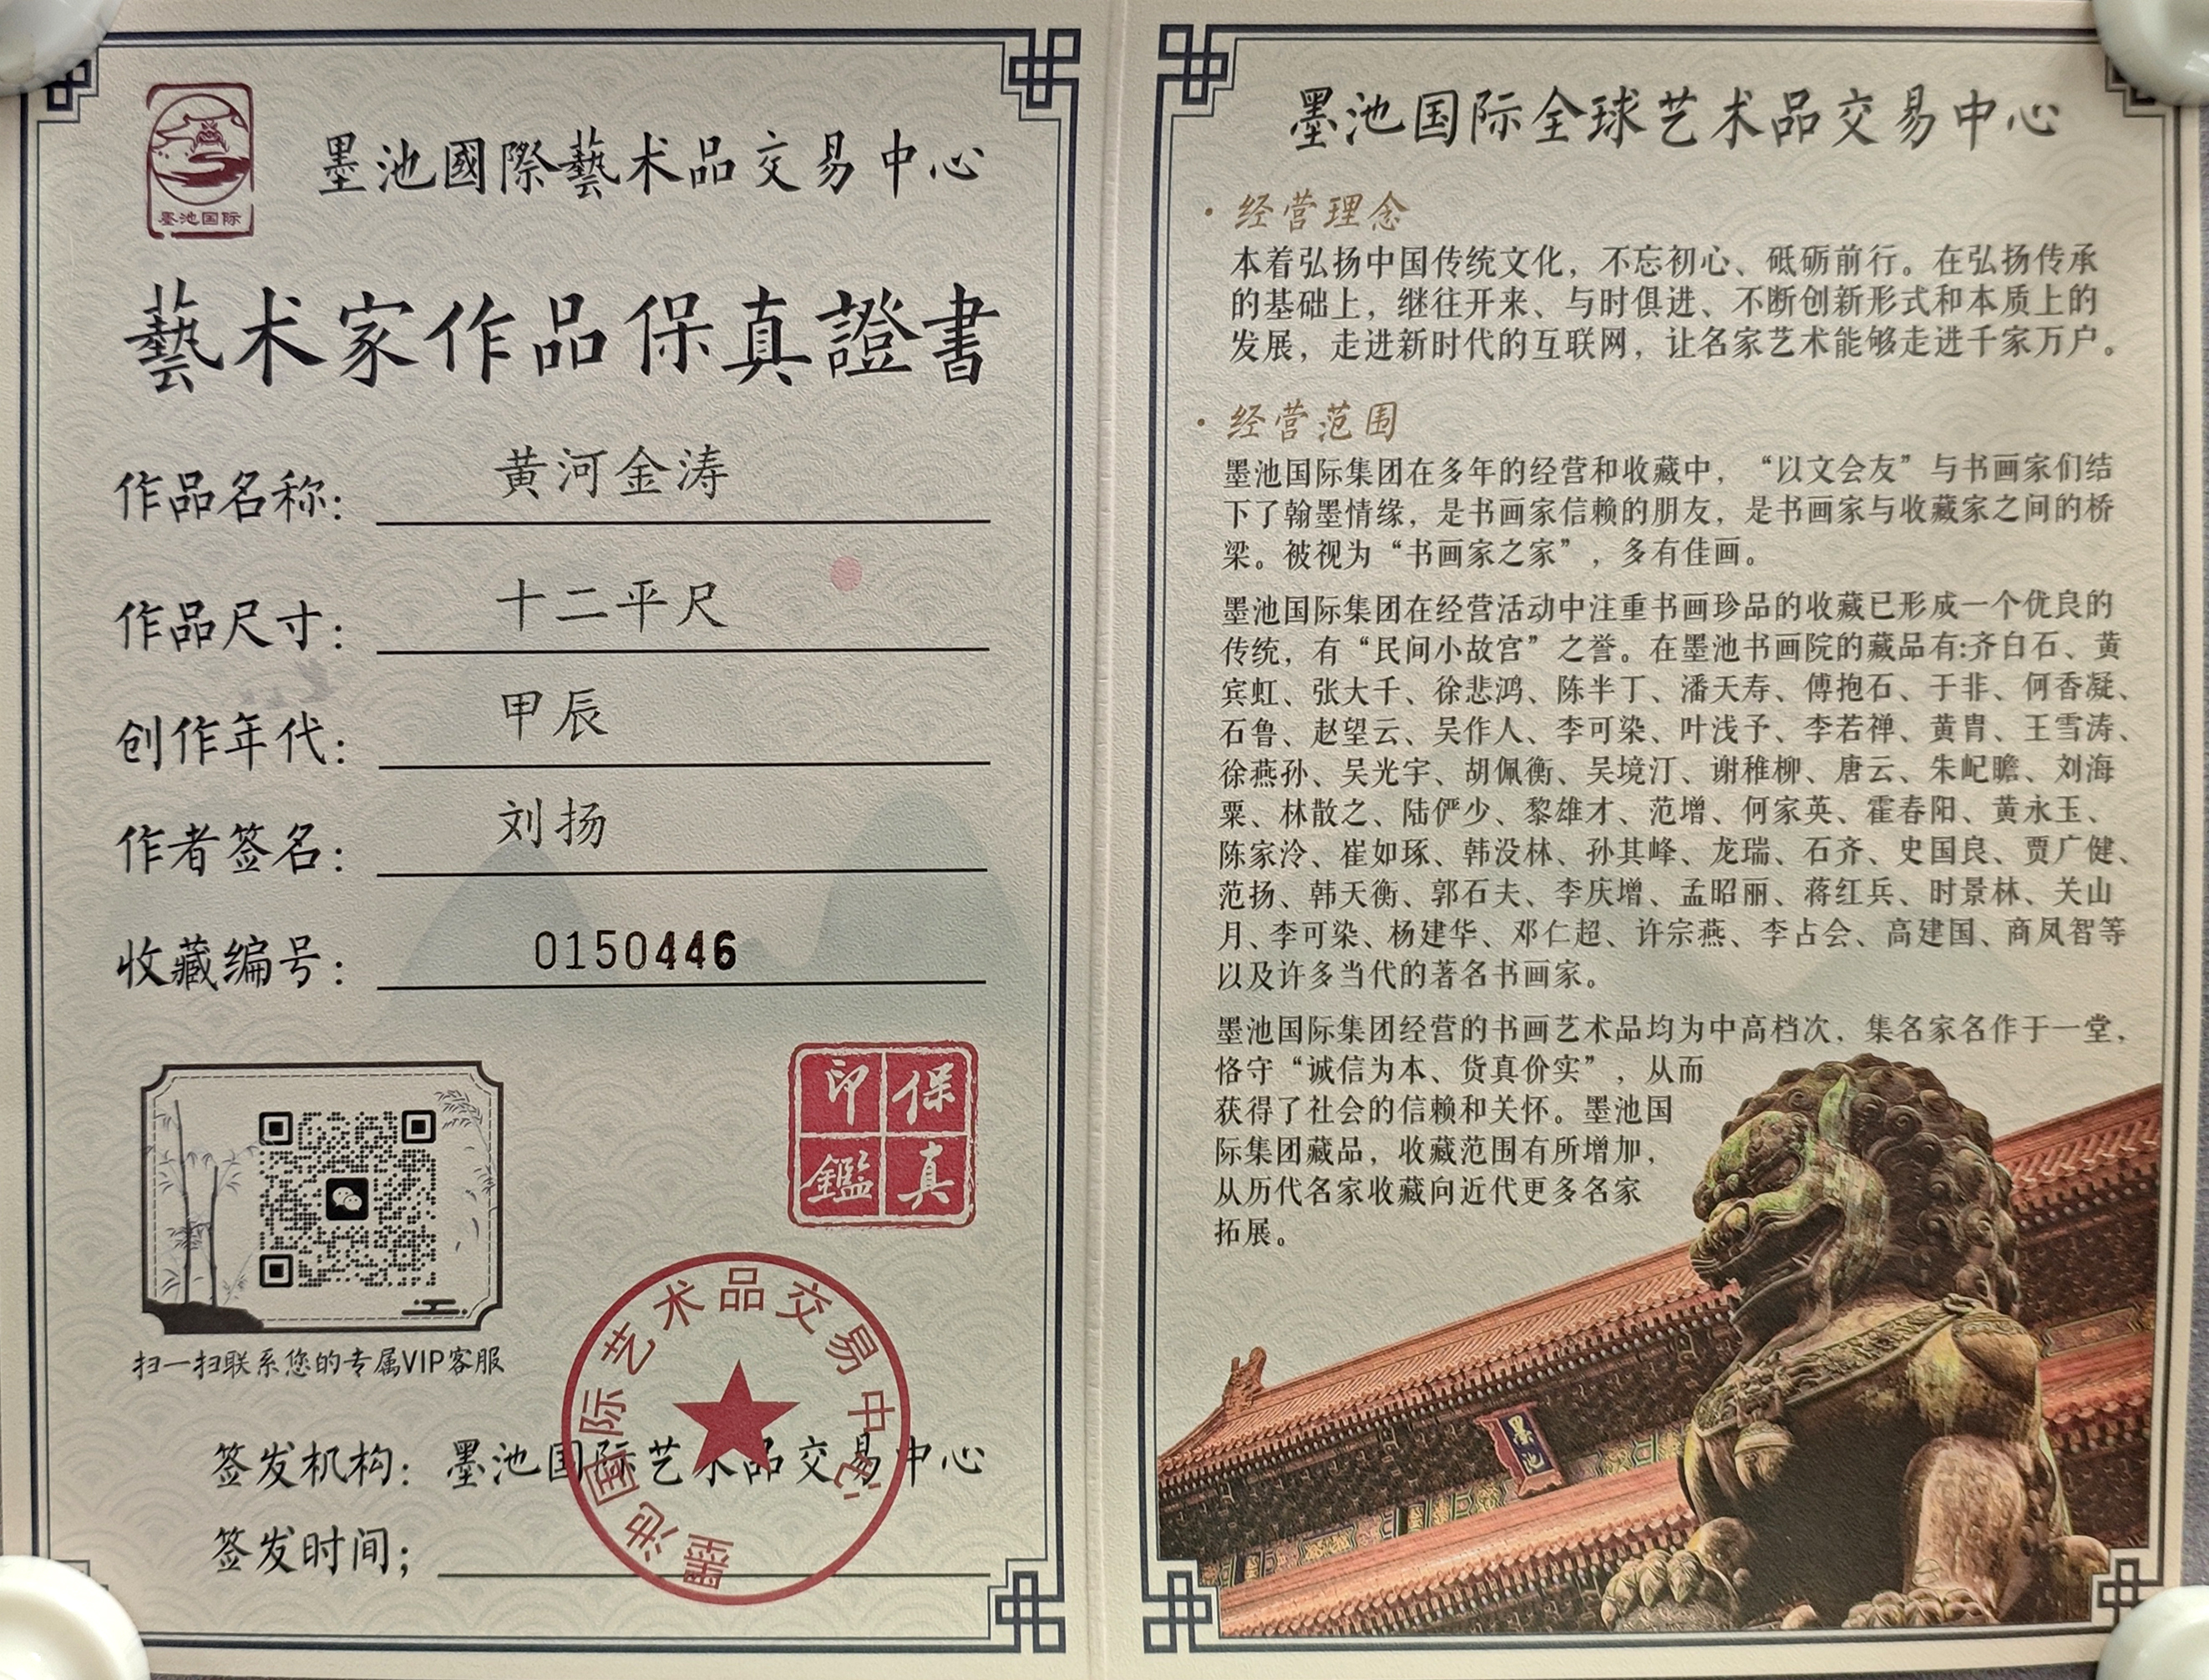 墨池国际
墨池國際藝术品交易中心
藝术家作品保真證書
作品名称: 黄河金涛
作品尺寸: 十二平尺
创作年代: 甲辰
作者签名: 刘扬
收藏编号: 0150446
印保
鑑真
扫一扫联系您的专属VIP客服
墨池国际艺术品交易中心
签发机构: 墨池国际艺术品交易中心
签发时间;
墨池国际全球艺术品交易中心
·经营理念
本着弘扬中国传统文化，不忘初心、砥砺前行。在弘扬传承
的基础上，继往开来、与时俱进、不断创新形式和本质上的
发展，走进新时代的互联网，让名家艺术能够走进千家万户。
·经营范围
墨池国际集团在多年的经营和收藏中，“以文会友”与书画家们结
下了翰墨情缘，是书画家信赖的朋友，是书画家与收藏家之间的桥
梁。被视为“书画家之家”，多有佳画。
墨池国际集团在经营活动中注重书画珍品的收藏已形成一个优良的
传统，有“民间小故宫”之誉。在墨池书画院的藏品有:齐白石、黄
宾虹、张大千、徐悲鸿、陈半丁、潘天寿、傅抱石、于非、何香凝、
石鲁、赵望云、吴作人、李可染、叶浅予、李若禅、黄胄、王雪涛、
徐燕孙、吴光宇、胡佩衡、吴境汀、谢稚柳、唐云、朱屺瞻、刘海
粟、林散之、陆俨少、黎雄才、范增、何家英、霍春阳、黄永玉、
陈家泠、崔如琢、韩没林、孙其峰、龙瑞、石齐、史国良、贾广健、
范扬、韩天衡、郭石夫、李庆增、孟昭丽、蒋红兵、时景林、关山
月、李可染、杨建华、邓仁超、许宗燕、李占会、高建国、商凤智等
以及许多当代的著名书画家。
墨池国际集团经营的书画艺术品均为中高档次，集名家名作于一堂，
恪守“诚信为本、货真价实”，从而
获得了社会的信赖和关怀。墨池国
际集团藏品，收藏范围有所增加，
从历代名家收藏向近代更多名家
拓展。
墨池